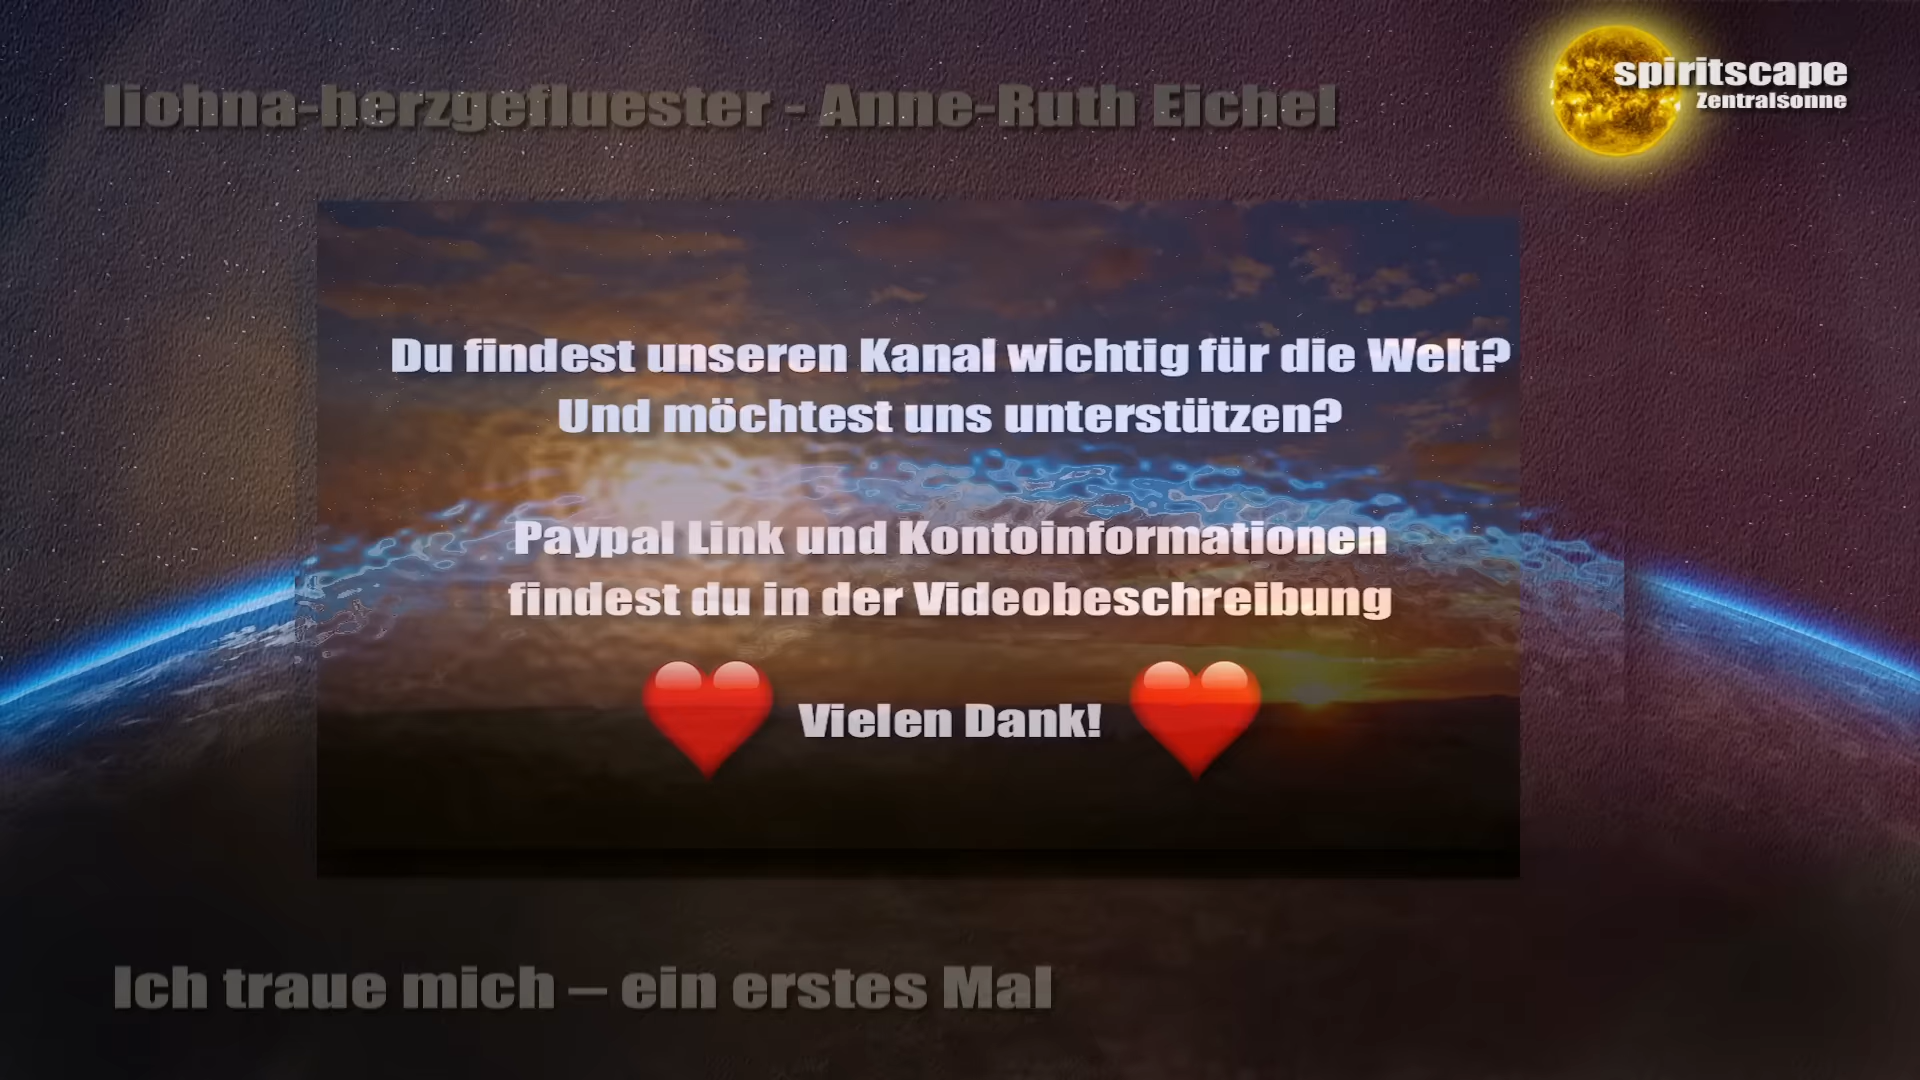 liohna-herzgefluester - Anne-Ruth Eichel
spiritscape
Zentralsonne
Du findest unseren Kanal wichtig für die Welt?
Und möchtest uns unterstützen?
Paypal Link und Kontoinformationen
findest du in der Videobeschreibung
Vielen Dank!
Ich traue mich – ein erstes Mal